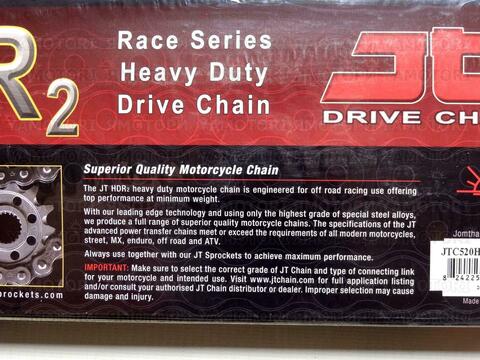 R2
Race Series
Heavy Duty
Drive Chain
JT
DRIVE CHA
Superior Quality Motorcycle Chain
The JT HDR2 heavy duty motorcycle chain is engineered for off road racing use offering
top performance at minimum weight.
With our leading edge technology and using only the highest grade of special steel alloys,
we produce a full range of superior quality motorcycle chains. The specifications of the JT
advanced power transfer chains meet or exceed the requirements of all modern motorcycles,
street, MX, enduro, off road and ATV.
Always use together with our JT Sprockets to achieve maximum performance.
IMPORTANT: Make sure to select the correct grade of JT Chain and type of connecting link
for your motorcycle and intended use. Visit www.jtchain.com for full application listing
and/or consult your authorised JT Chain distributor or dealer. Improper selection may cause
damage and injury.
prockets.com
Jomtha
JTC520H
8 24225
Made